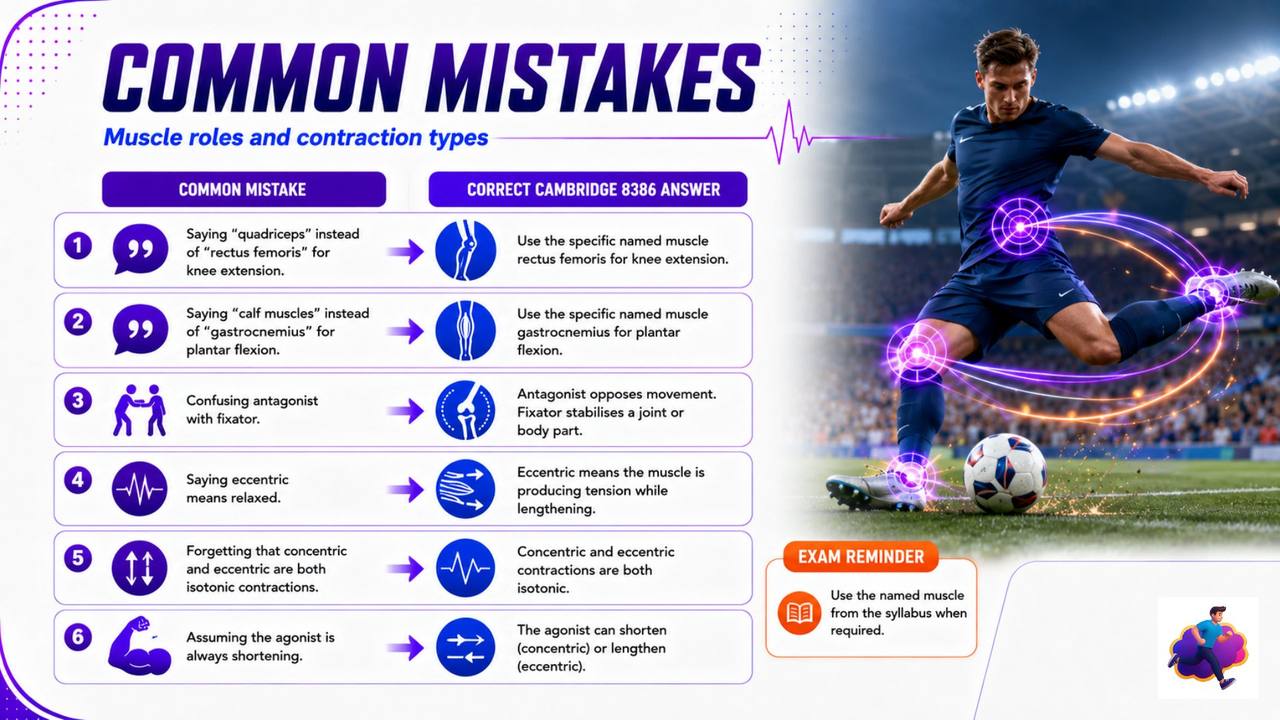 COMMON MISTAKES
Muscle roles and contraction types
COMMON MISTAKE
CORRECT CAMBRIDGE 8386 ANSWER
1
Saying “quadriceps” instead
of “rectus femoris” for
knee extension.
Use the specific named muscle
rectus femoris for knee extension.
2
Saying “calf muscles” instead
of “gastrocnemius” for
plantar flexion.
Use the specific named muscle
gastrocnemius for plantar
flexion.
3
Confusing antagonist
with fixator.
Antagonist opposes movement.
Fixator stabilises a joint or
body part.
4
Saying eccentric
means relaxed.
Eccentric means the muscle is
producing tension while
lengthening.
5
Forgetting that concentric
and eccentric are both
isotonic contractions.
Concentric and eccentric
contractions are both
isotonic.
6
Assuming the agonist is
always shortening.
The agonist can shorten
(concentric) or lengthen
(eccentric).
EXAM REMINDER
Use the named muscle
from the syllabus when
required.